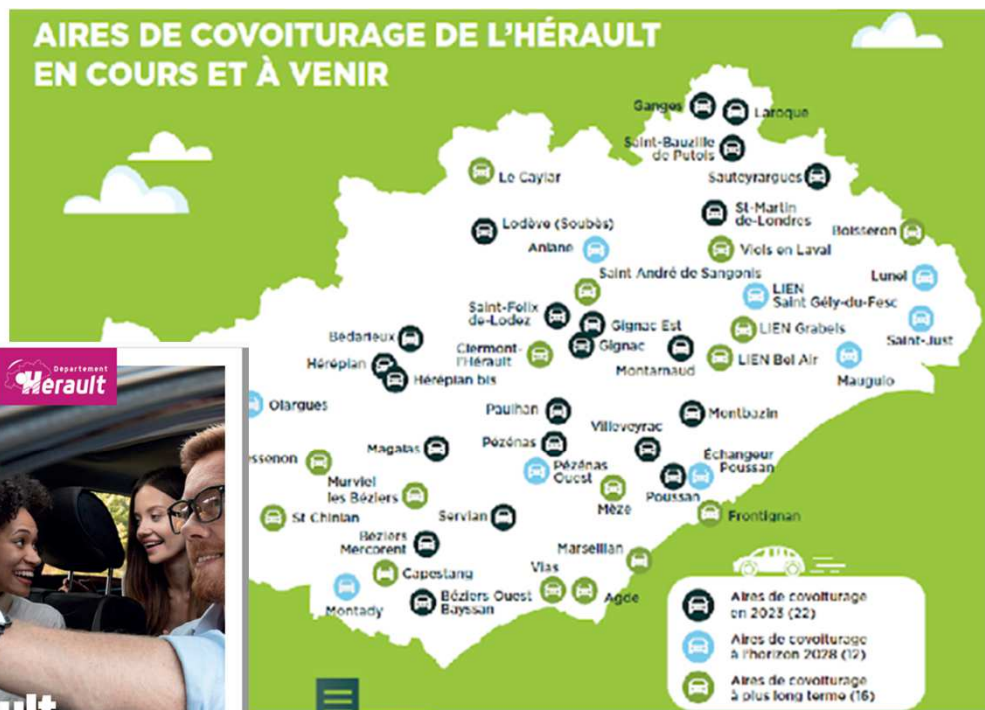 AIRES DE COVOITURAGE DE L'HÉRAULT
EN COURS ET À VENIR
Ganges
Laroque
Saint-Bauzille
de Putois
Le Caylar
Sauteyrargues
St-Martin
de-Londres
Lodève (Soubès)
Boisseron
Aniane
Viols en Laval
Saint André de Sangonis
Lunel
LIEN
Saint Gély-du-Fesc
Saint-Felix
de-Lodez
Gignac Est
LIEN Grabels
Saint-Just
Bédarieux
Gignac
Clermont-
l'Hérault
Montarnaud
LIEN Bel Air
Mauguio
Hérépian
Hérépian bis
Département
Hérault
Olargues
Paulhan
Montbazin
Villeveyrac
Magalas
Pézénas
Échangeur
Poussan
ssenon
Pézénas
Ouest
Murviel
les Béziers
Poussan
Mèze
St Chinian
Servian
Frontignan
Béziers
Mercorent
Marseillan
Capestang
Vias
Montady
Béziers Ouest
Bayssan
Agde
Aires de covoiturage
en 2023 (22)
Aires de covoiturage
à l'horizon 2028 (12)
Aires de covoiturage
à plus long terme (16)
ult